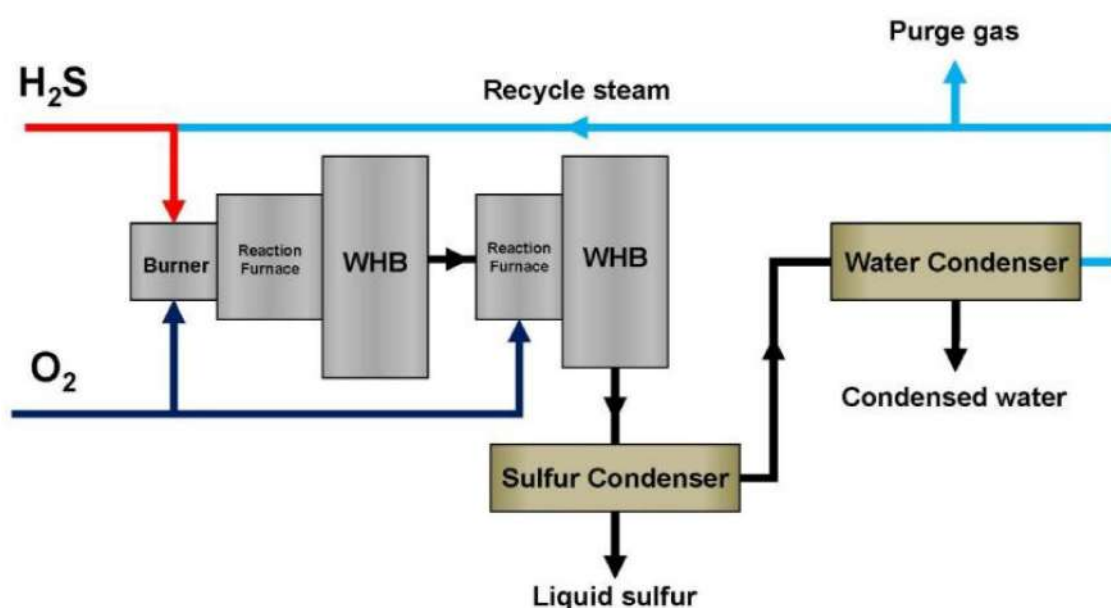 Purge gas
H₂S
Recycle steam
Burner
Reaction
Furnace
WHB
Reaction
Furnace
WHB
Water Condenser
O₂
Condensed water
Sulfur Condenser
Liquid sulfur